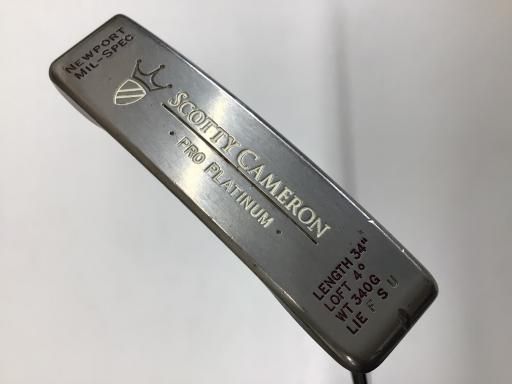 NEWPORT
MIL-SPEC
SCOTTY CAMERON
• PRO PLATINUM •
LENGTH 34"
LOFT 4°
WT 340G
LIE F S U